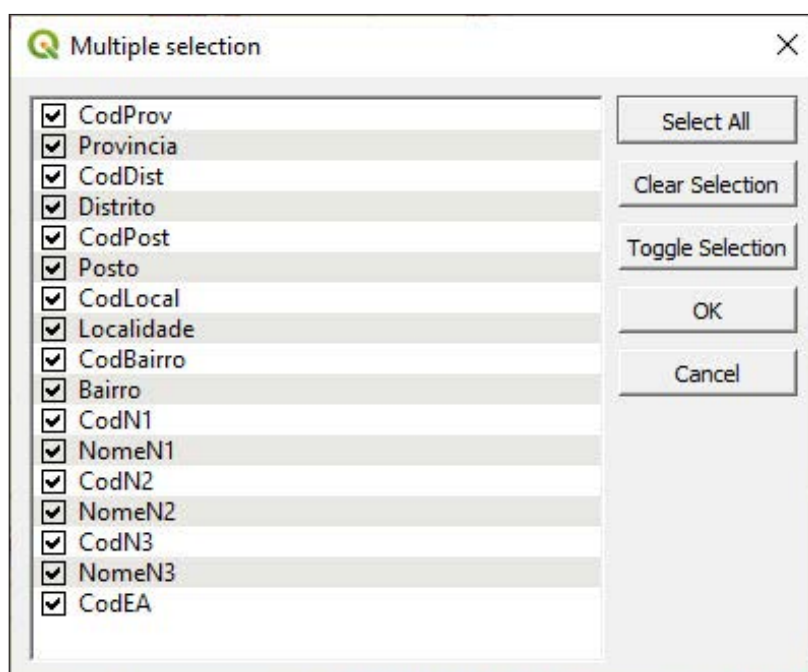 Multiple selection
CodProv
Provincia
CodDist
Distrito
CodPost
Posto
CodLocal
Localidade
CodBairro
Bairro
CodN1
NomeN1
CodN2
NomeN2
CodN3
NomeN3
CodEA
Select All
Clear Selection
Toggle Selection
OK
Cancel